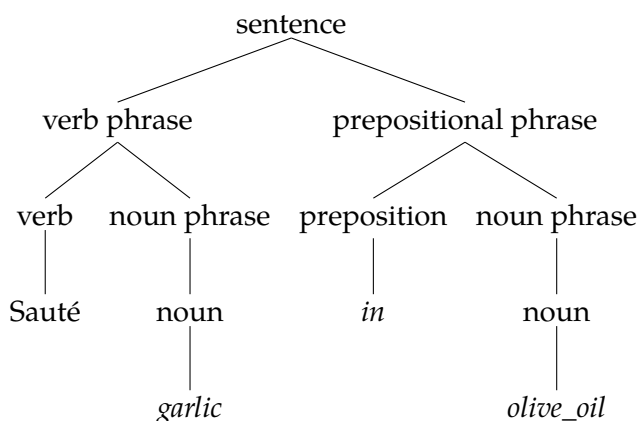 sentence
verb phrase prepositional phrase
verb noun phrase preposition noun phrase
Sauté noun in noun
garlic olive_oil